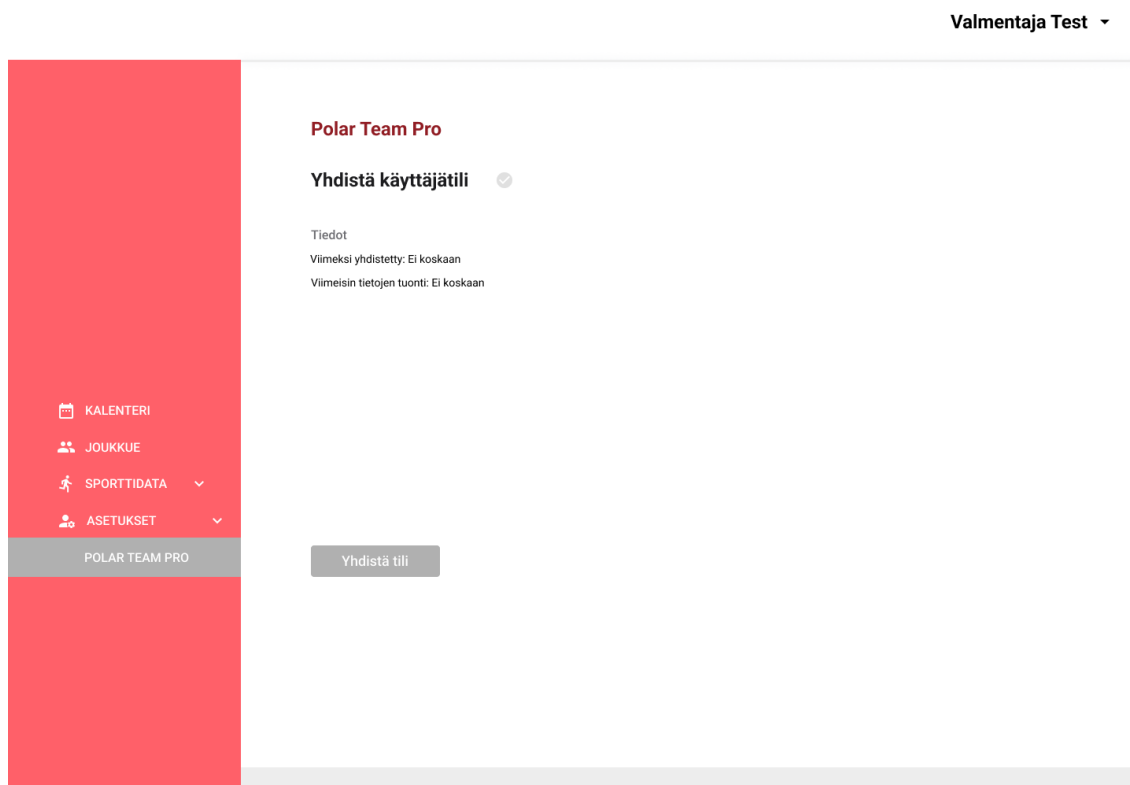 Valmentaja Test
Polar Team Pro
Yhdistä käyttäjätili
Tiedot
Viimeksi yhdistetty: Ei koskaan
Viimeisin tietojen tuonti: Ei koskaan
KALENTERI
JOUKKUE
SPORTTIDATA
ASETUKSET
POLAR TEAM PRO
Yhdistä tili